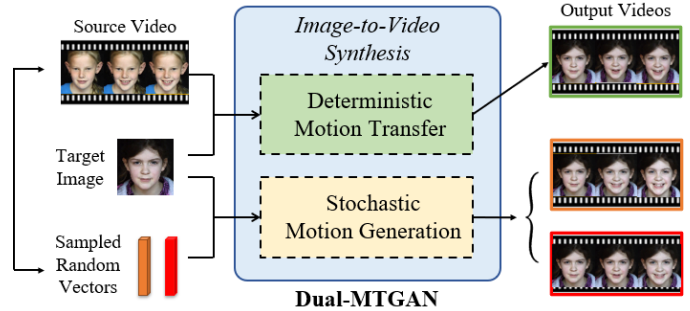 Source Video
Target
Image
Sampled
Random
Vectors
Image-to-Video
Synthesis
Deterministic
Motion Transfer
Stochastic
Motion Generation
Dual-MTGAN
Output Videos